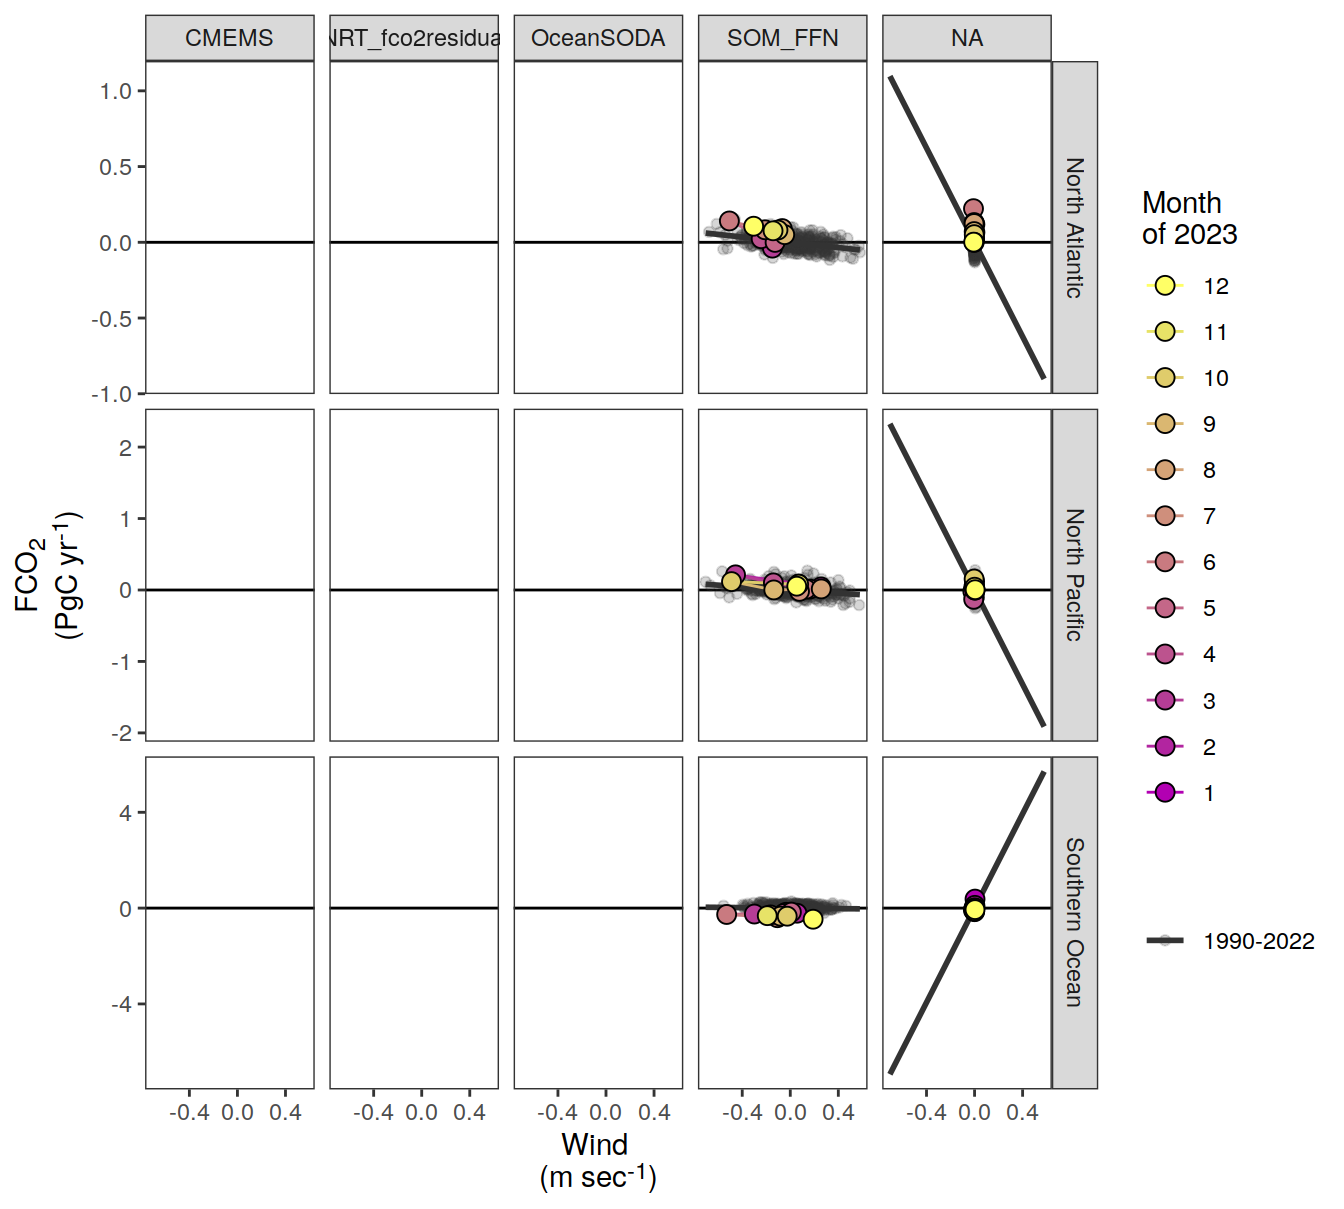 CMEMS
NRT_fco2residua
OceanSODA
SOM_FFN
NA
1.0
0.5
0.0
-0.5
-1.0
North Atlantic
2
1
0
-1
-2
North Pacific
4
0
-4
Southern Ocean
-0.4 0.0 0.4
-0.4 0.0 0.4
-0.4 0.0 0.4
-0.4 0.0 0.4
-0.4 0.0 0.4
Wind
(m sec⁻¹)
FCO₂
(PgC yr⁻¹)
Month
of 2023
12
11
10
9
8
7
6
5
4
3
2
1
1990-2022